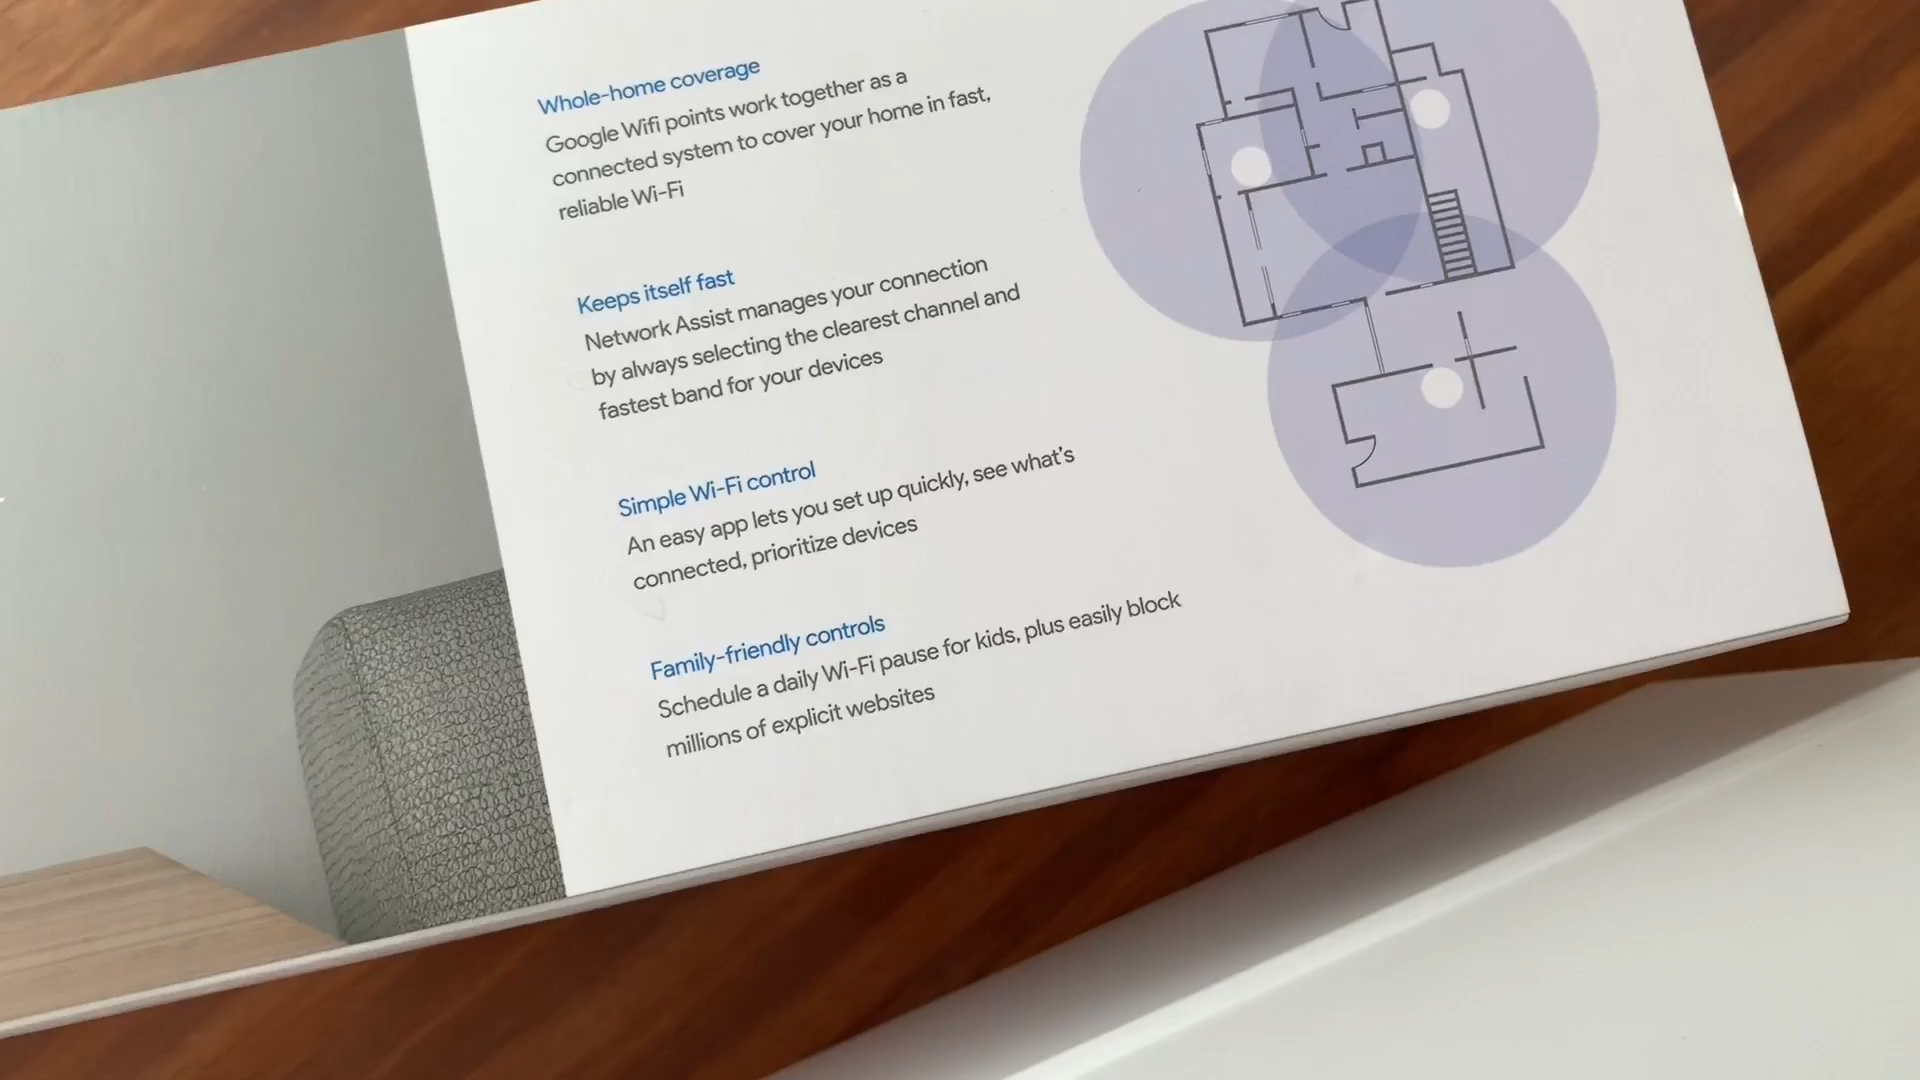 Whole-home coverage
Google Wifi points work together as a
connected system to cover your home in fast,
reliable Wi-Fi
Keeps itself fast
Network Assist manages your connection
by always selecting the clearest channel and
fastest band for your devices
Simple Wi-Fi control
An easy app lets you set up quickly, see what's
connected, prioritize devices
Family-friendly controls
Schedule a daily Wi-Fi pause for kids, plus easily block
millions of explicit websites